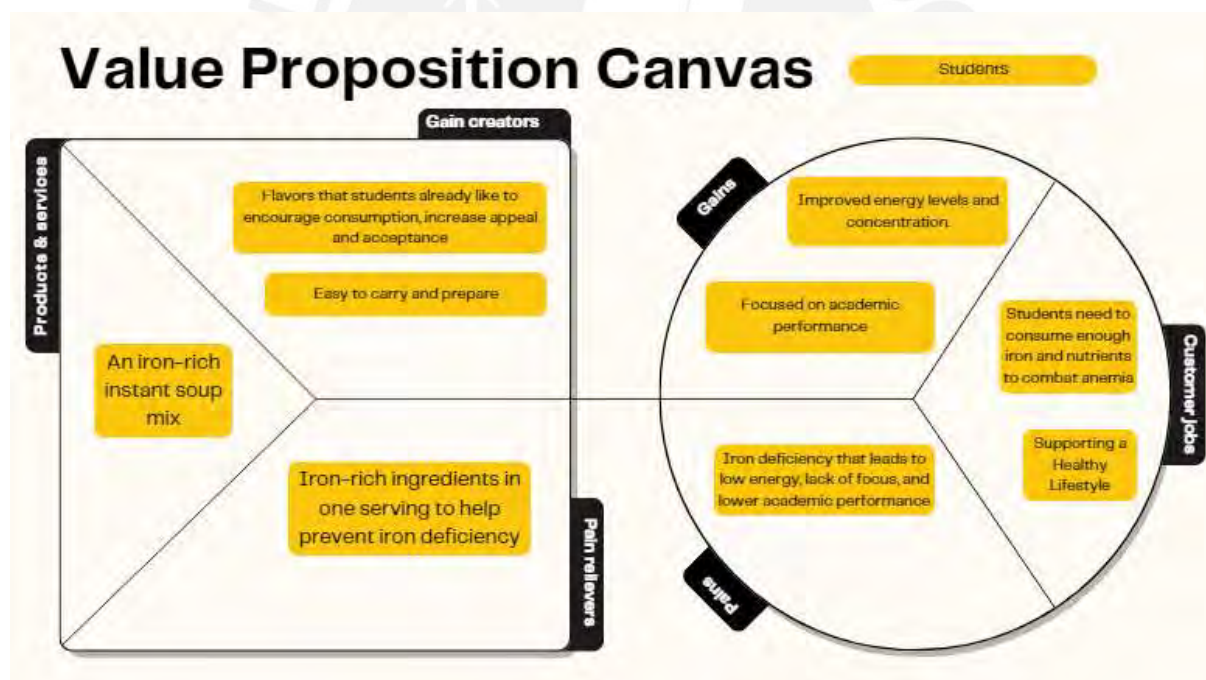 Value Proposition Canvas
Students
Gain creators
Products & services
Flavors that students already like to
encourage consumption, increase appeal
and acceptance
Easy to carry and prepare
An iron-rich
instant soup
mix
Iron-rich ingredients in
one serving to help
prevent iron deficiency
Pain relievers
Gains
Improved energy levels and
concentration.
Focused on academic
performance
Students need to
consume enough
iron and nutrients
to combat anemia
Customer jobs
Supporting a
Healthy
Lifestyle
Iron deficiency that leads to
low energy, lack of focus, and
lower academic performance
Pains